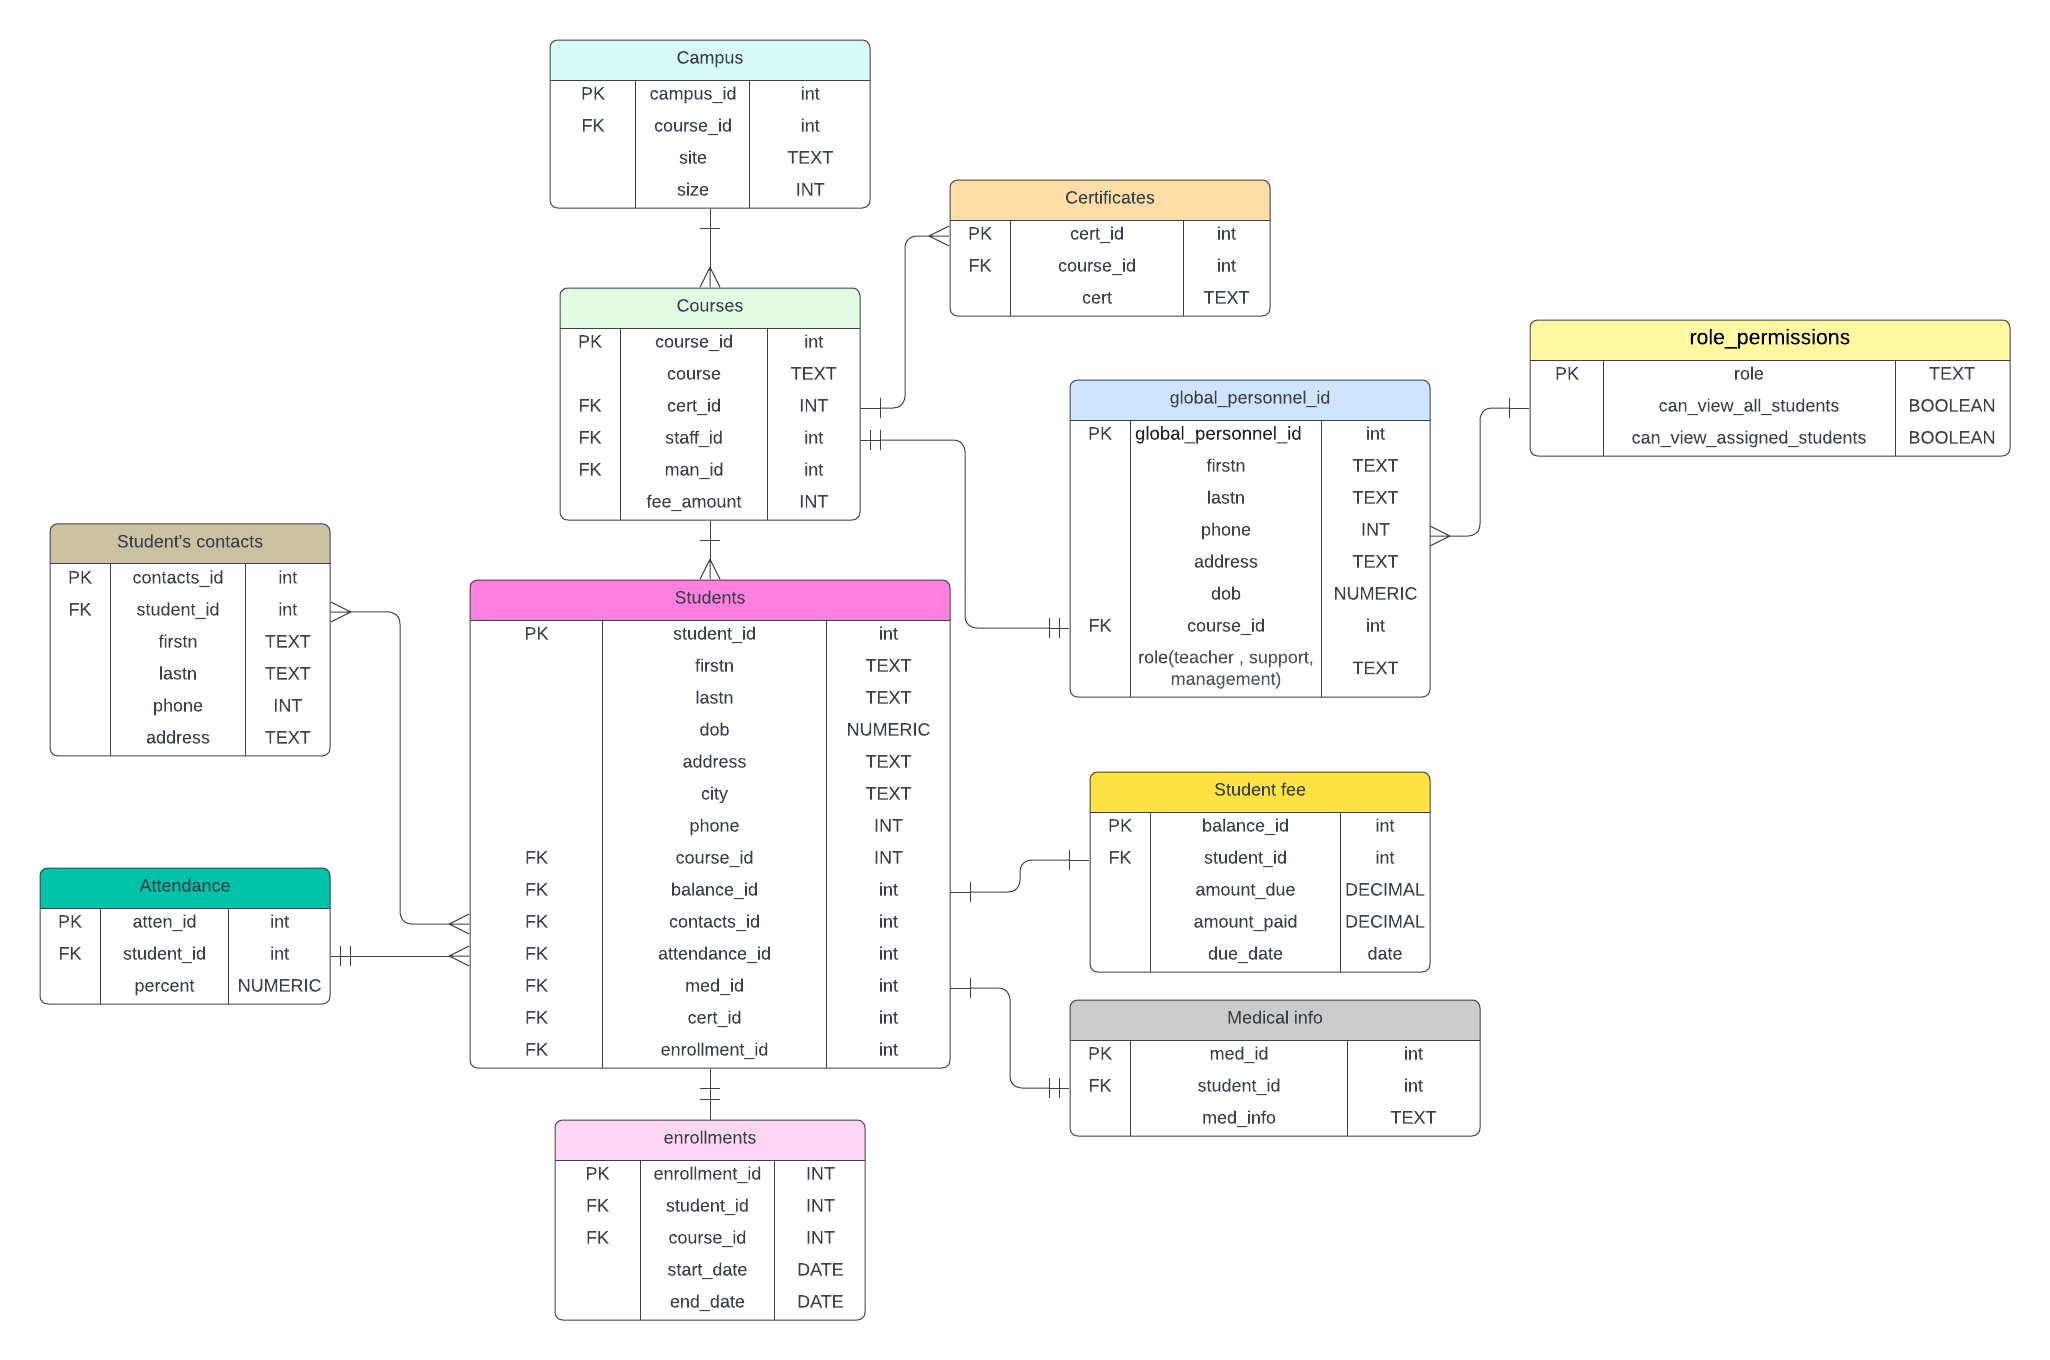 Campus
PK campus_id int
FK course_id int
site TEXT
size INT
Certificates
PK cert_id int
FK course_id int
cert TEXT
Courses
PK course_id int
course TEXT
FK cert_id INT
FK staff_id int
FK man_id int
fee_amount INT
role_permissions
PK role TEXT
can_view_all_students BOOLEAN
can_view_assigned_students BOOLEAN
global_personnel_id
PK global_personnel_id int
firstn TEXT
lastn TEXT
phone INT
address TEXT
dob NUMERIC
FK course_id int
role(teacher , support,
management) TEXT
Student's contacts
PK contacts_id int
FK student_id int
firstn TEXT
lastn TEXT
phone INT
address TEXT
Students
PK student_id int
firstn TEXT
lastn TEXT
dob NUMERIC
address TEXT
city TEXT
phone INT
FK course_id INT
FK balance_id int
FK contacts_id int
FK attendance_id int
FK med_id int
FK cert_id int
FK enrollment_id int
Student fee
PK balance_id int
FK student_id int
amount_due DECIMAL
amount_paid DECIMAL
due_date date
Attendance
PK atten_id int
FK student_id int
percent NUMERIC
Medical info
PK med_id int
FK student_id int
med_info TEXT
enrollments
PK enrollment_id INT
FK student_id INT
FK course_id INT
start_date DATE
end_date DATE